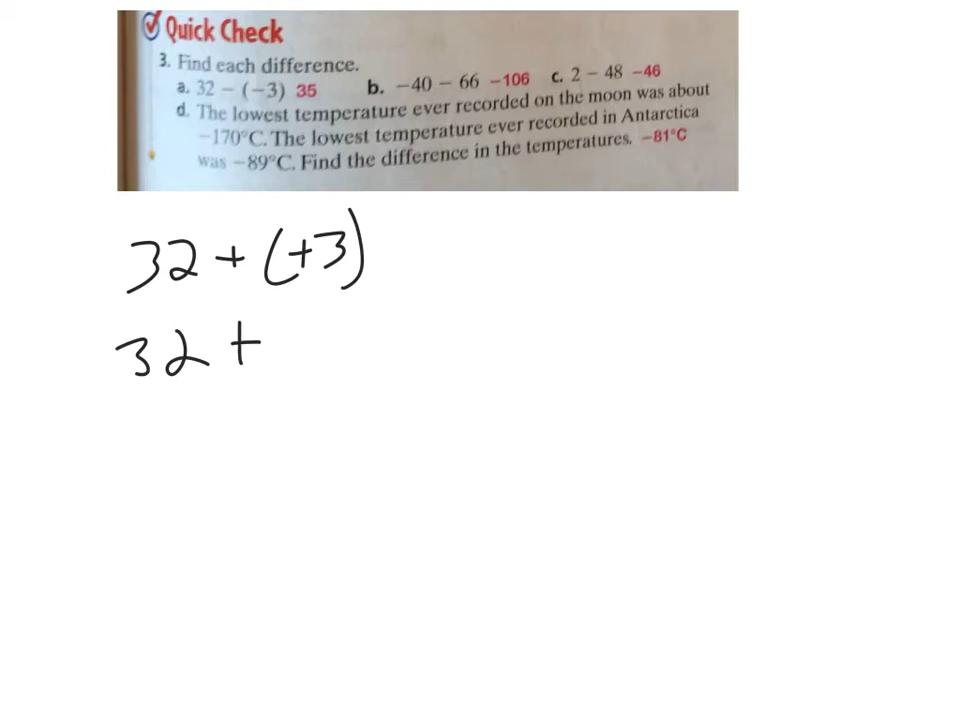 Quick Check
3. Find each difference.
a. 32 − (−3) 35 b. −40 − 66 −106 c. 2 − 48 −46
d. The lowest temperature ever recorded on the moon was about
−170°C. The lowest temperature ever recorded in Antarctica
was −89°C. Find the difference in the temperatures. −81°C
32 + (+3)
32 +